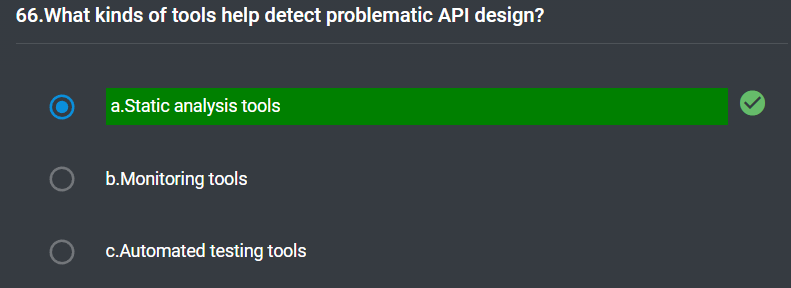 66.What kinds of tools help detect problematic API design?
a.Static analysis tools
b.Monitoring tools
c.Automated testing tools